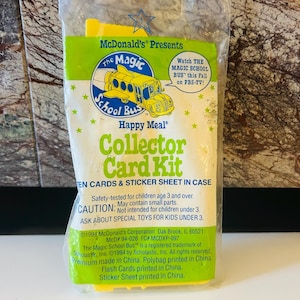 McDonald's® Presents
The Magic School Bus
Watch THE
MAGIC SCHOOL
BUS™ this Fall
on PBS-TV!
Happy Meal®
Collector
Card Kit
TEN CARDS & STICKER SHEET IN CASE
Safety-tested for children age 3 and over.
CAUTION: May contain small parts.
Not intended for children under 3.
ASK ABOUT SPECIAL TOYS FOR KIDS UNDER 3.
McDonald's Corporation Oak Brook, IL 60521
The Magic School Bus™ is a registered trademark of
Scholastic, Inc. ©1994 by Scholastic, Inc. All rights reserved.
Premium made in China. Polybag printed in China.
Flash Cards printed in China.
Sticker Sheet printed in China.